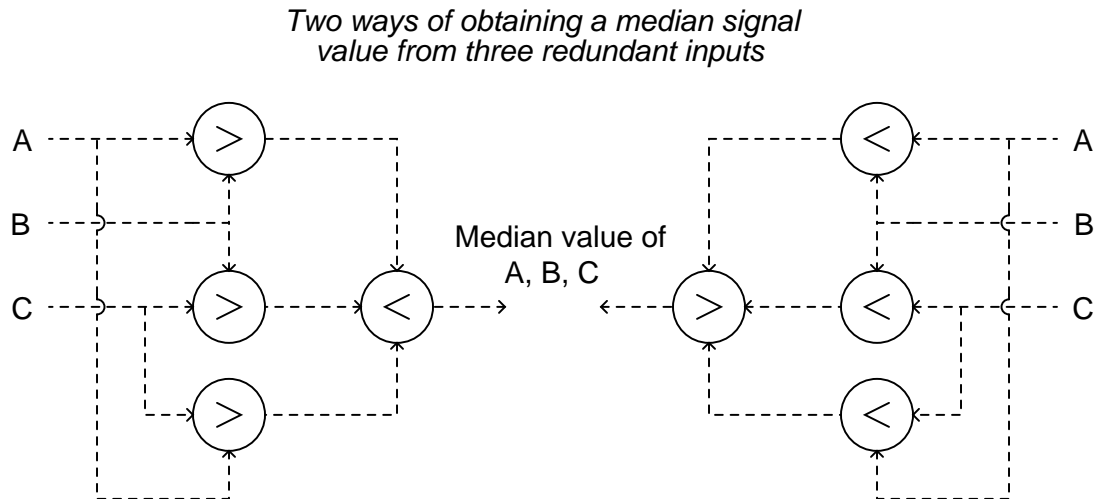 Two ways of obtaining a median signal
value from three redundant inputs
A
>
<
A
B
B
Median value of
A, B, C
C
>
<
>
<
C
>
<